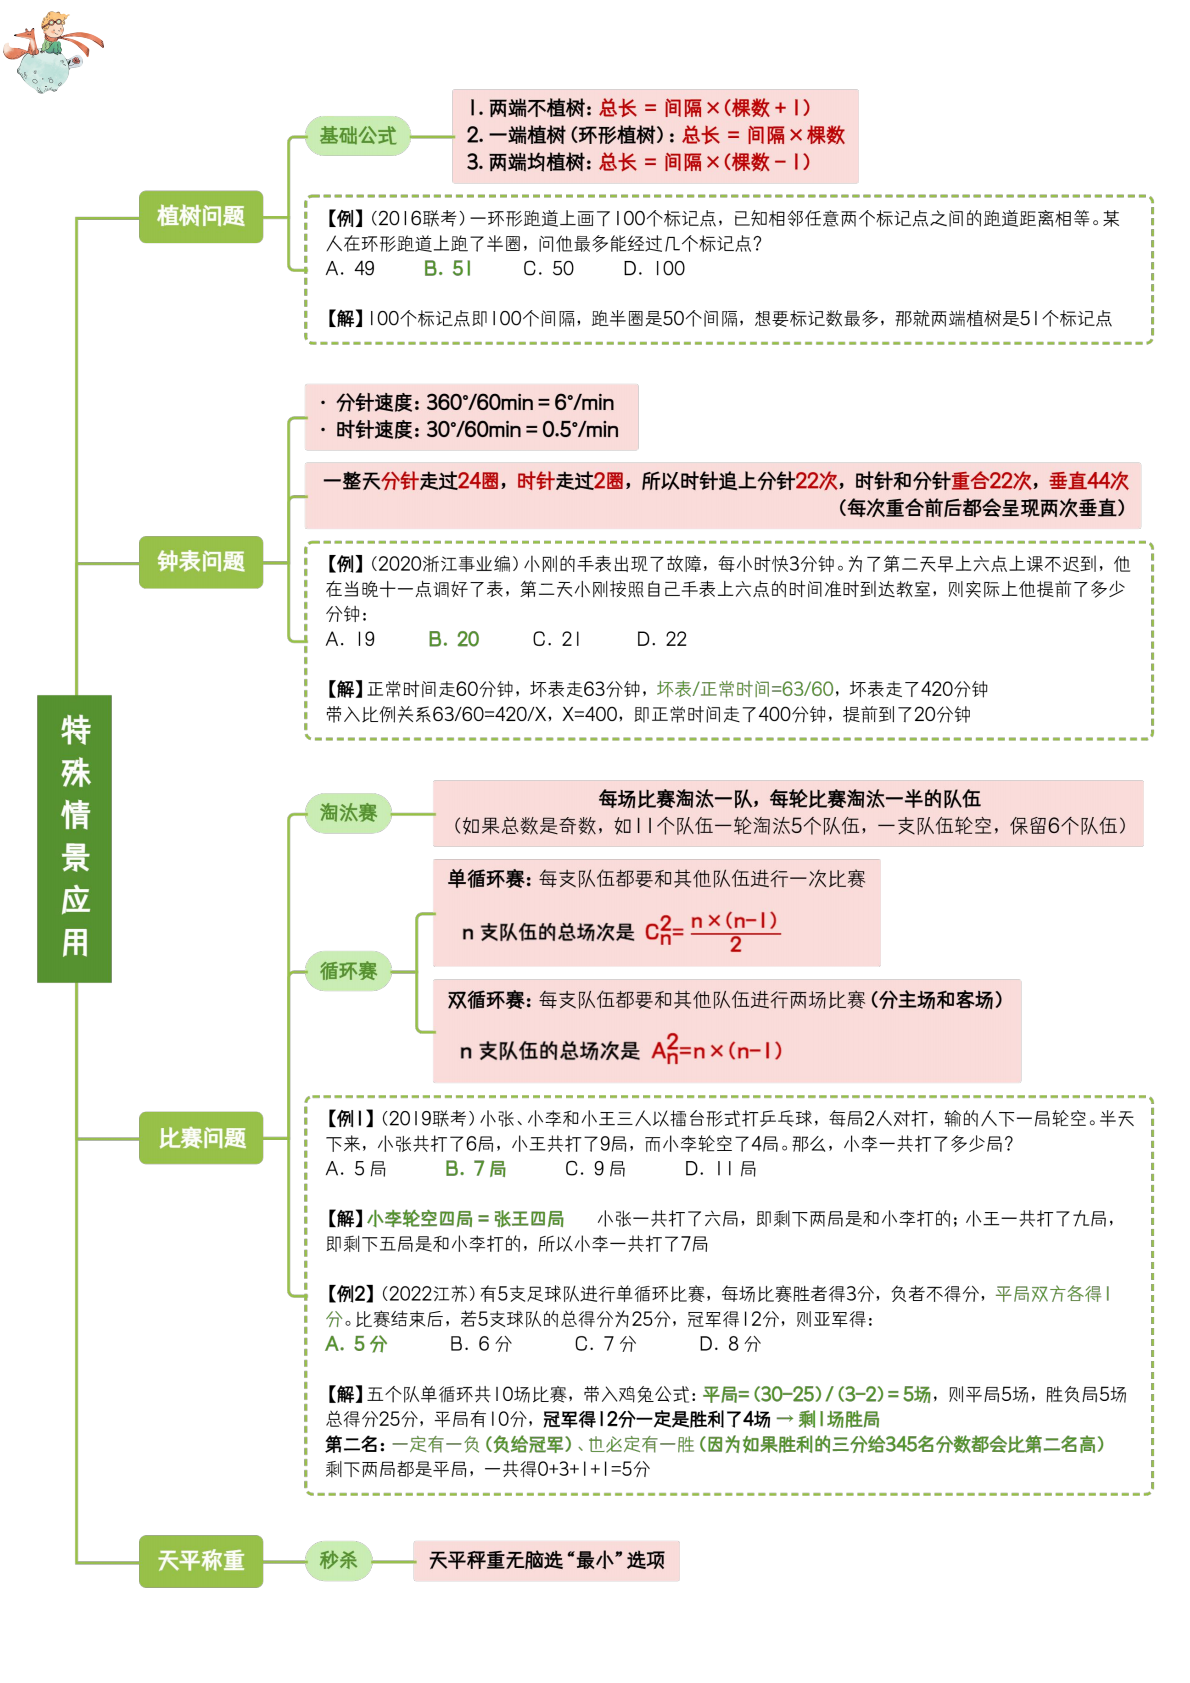 特殊情景应用
植树问题
基础公式
1. 两端不植树：总长 = 间隔×（棵数 + 1）
2. 一端植树（环形植树）：总长 = 间隔×棵数
3. 两端均植树：总长 = 间隔×（棵数 - 1）
【例】（2016联考）一环形跑道上画了100个标记点，已知相邻任意两个标记点之间的跑道距离相等。某
人在环形跑道上跑了半圈，问他最多能经过几个标记点？
A. 49 B. 51 C. 50 D. 100
【解】100个标记点即100个间隔，跑半圈是50个间隔，想要标记数最多，那就两端植树是51个标记点
钟表问题
· 分针速度：360°/60min = 6°/min
· 时针速度：30°/60min = 0.5°/min
一整天分针走过24圈，时针走过2圈，所以时针追上分针22次，时针和分针重合22次，垂直44次
（每次重合前后都会呈现两次垂直）
【例】（2020浙江事业编）小刚的手表出现了故障，每小时快3分钟。为了第二天早上六点上课不迟到，他
在当晚十一点调好了表，第二天小刚按照自己手表上六点的时间准时到达教室，则实际上他提前了多少
分钟：
A. 19 B. 20 C. 21 D. 22
【解】正常时间走60分钟，坏表走63分钟，坏表/正常时间=63/60，坏表走了420分钟
带入比例关系63/60=420/X，X=400，即正常时间走了400分钟，提前到了20分钟
比赛问题
淘汰赛
每场比赛淘汰一队，每轮比赛淘汰一半的队伍
（如果总数是奇数，如11个队伍一轮淘汰5个队伍，一支队伍轮空，保留6个队伍）
循环赛
单循环赛：每支队伍都要和其他队伍进行一次比赛
n 支队伍的总场次是 C²ₙ= n×(n-1) / 2
双循环赛：每支队伍都要和其他队伍进行两场比赛（分主场和客场）
n 支队伍的总场次是 A²ₙ=n×(n-1)
【例1】（2019联考）小张、小李和小王三人以擂台形式打乒乓球，每局2人对打，输的人下一局轮空。半天
下来，小张共打了6局，小王共打了9局，而小李轮空了4局。那么，小李一共打了多少局？
A. 5 局 B. 7 局 C. 9 局 D. 11 局
【解】小李轮空四局 = 张王四局 小张一共打了六局，即剩下两局是和小李打的；小王一共打了九局，
即剩下五局是和小李打的，所以小李一共打了7局
【例2】（2022江苏）有5支足球队进行单循环比赛，每场比赛胜者得3分，负者不得分，平局双方各得1
分。比赛结束后，若5支球队的总得分为25分，冠军得12分，则亚军得：
A. 5 分 B. 6 分 C. 7 分 D. 8 分
【解】五个队单循环共10场比赛，带入鸡兔公式：平局=（30-25）/（3-2）= 5场，则平局5场，胜负局5场
总得分25分，平局有10分，冠军得12分一定是胜利了4场 → 剩1场胜局
第二名：一定有一负（负给冠军）、也必定有一胜（因为如果胜利的三分给345名分数都会比第二名高）
剩下两局都是平局，一共得0+3+1+1=5分
天平称重
秒杀
天平秤重无脑选“最小”选项